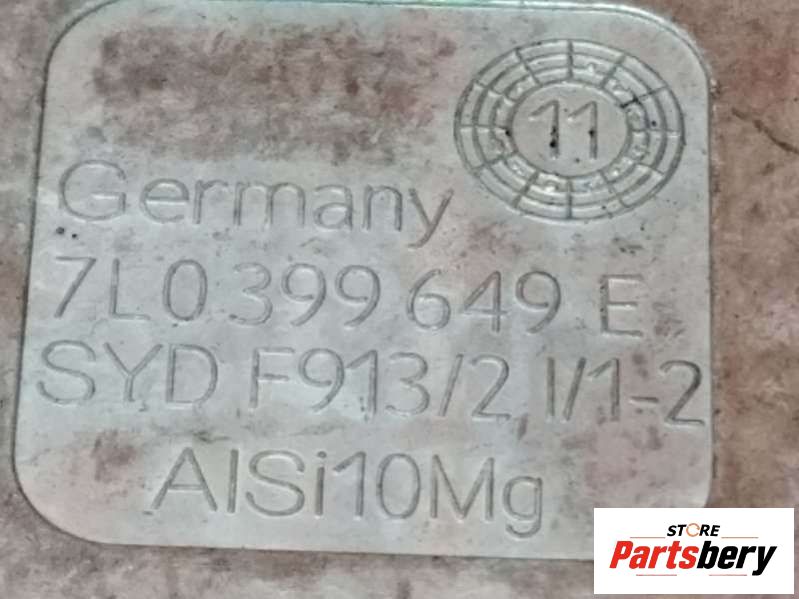 11
Germany
7L0 399 649 E
SYD F913/2 I/1-2
AlSi10Mg
STORE
Partsbery